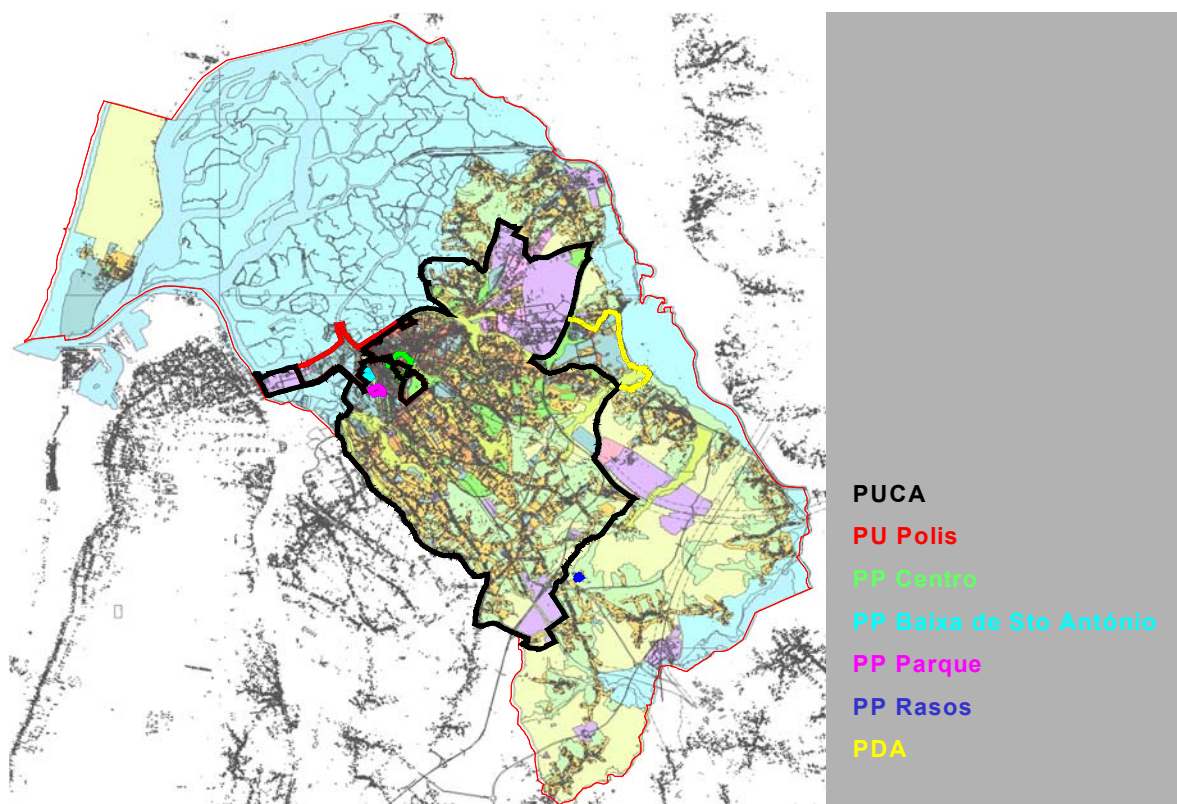 PUCA
PU Polis
PP Centro
PP Baixa de Sto António
PP Parque
PP Rasos
PDA